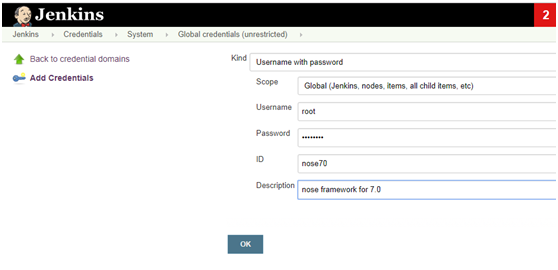 Jenkins
2
Jenkins › Credentials › System › Global credentials (unrestricted) ›
Back to credential domains
Add Credentials
Kind Username with password
Scope Global (Jenkins, nodes, items, all child items, etc)
Username root
Password ••••••••
ID nose70
Description nose framework for 7.0
OK